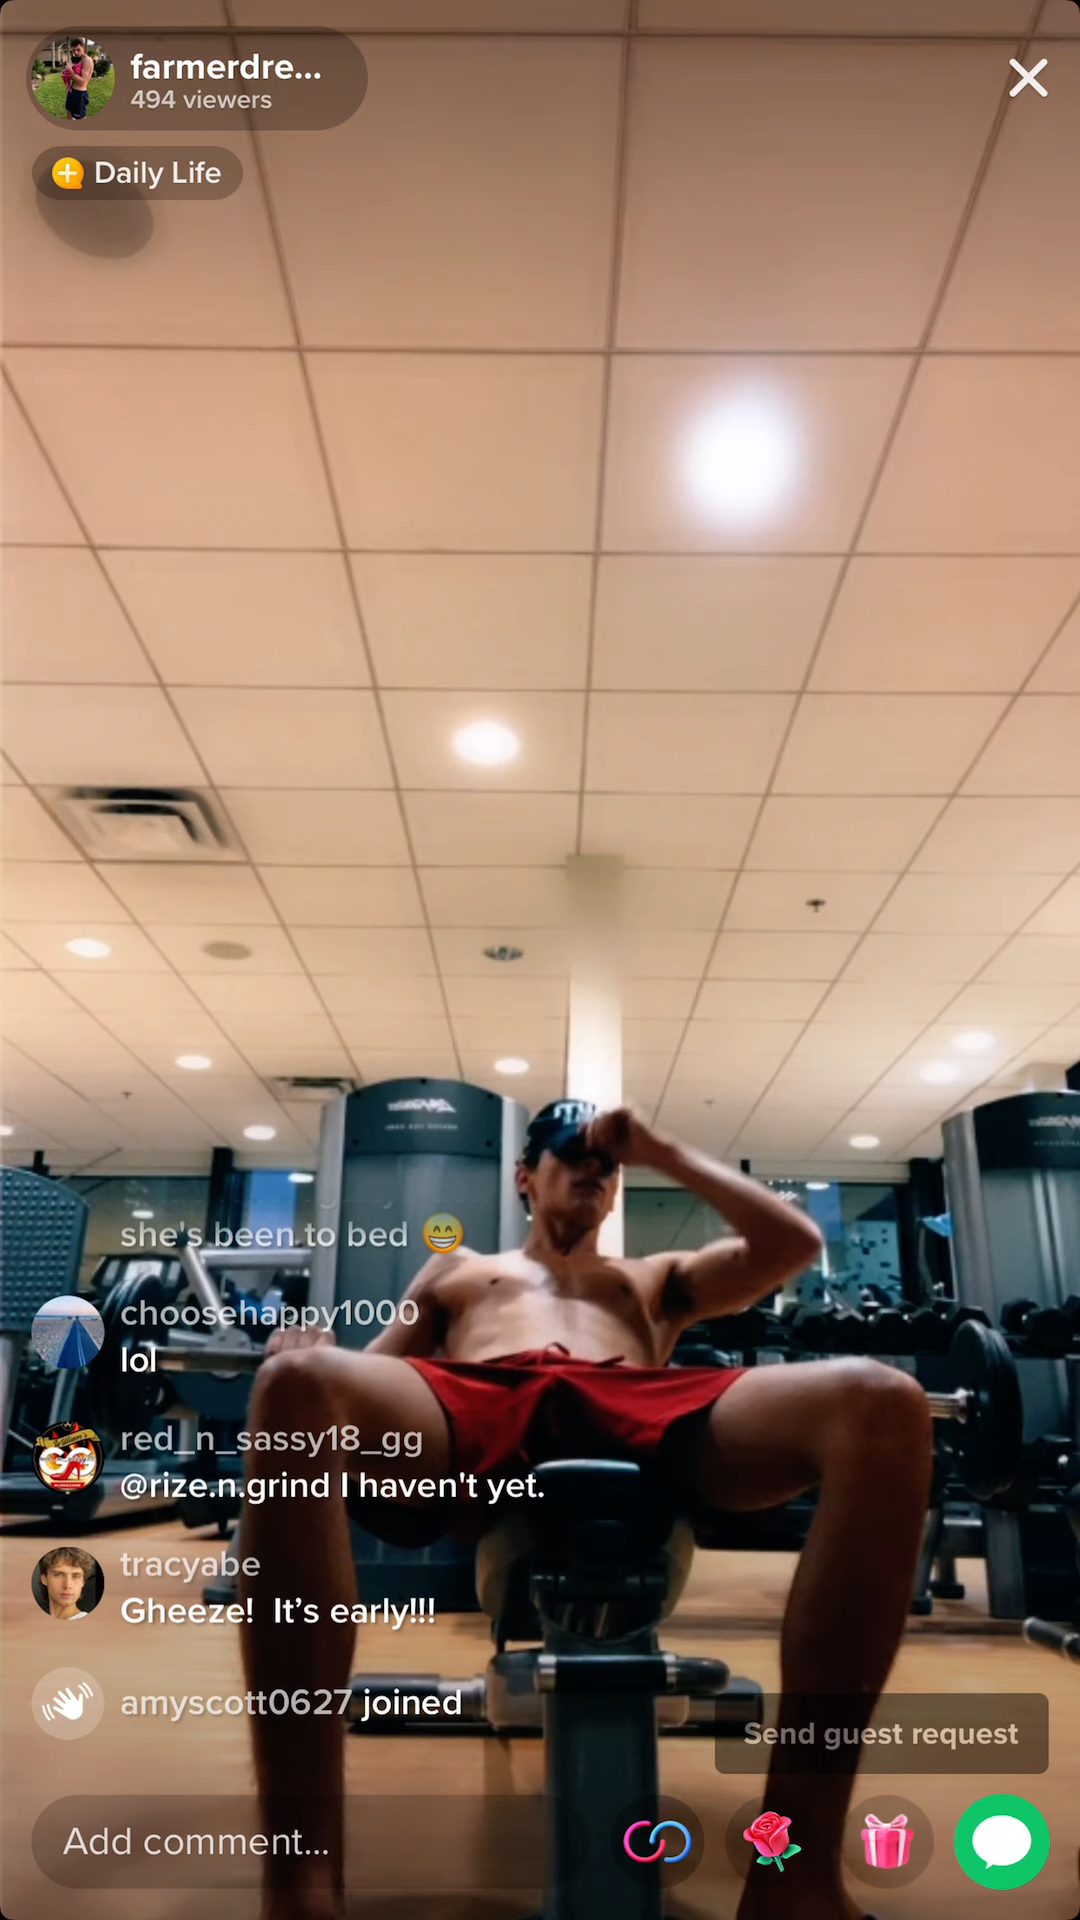 farmerdre...
494 viewers
Daily Life
she's been to bed 😁
choosehappy1000
lol
red_n_sassy18_gg
@rize.n.grind I haven't yet.
tracyabe
Gheeze!  It’s early!!!
amyscott0627 joined
Send guest request
Add comment...